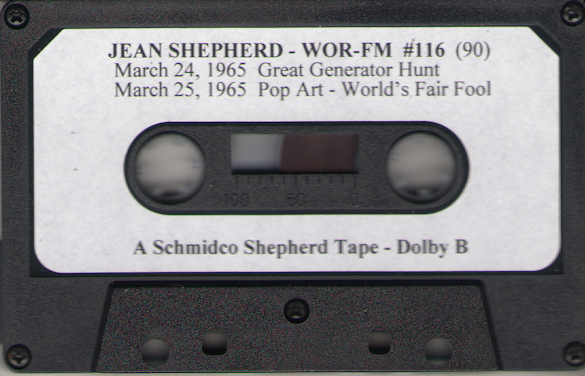 JEAN SHEPHERD - WOR-FM #116 (90)
March 24, 1965 Great Generator Hunt
March 25, 1965 Pop Art - World's Fair Fool
100 50 0
A Schmidco Shepherd Tape - Dolby B